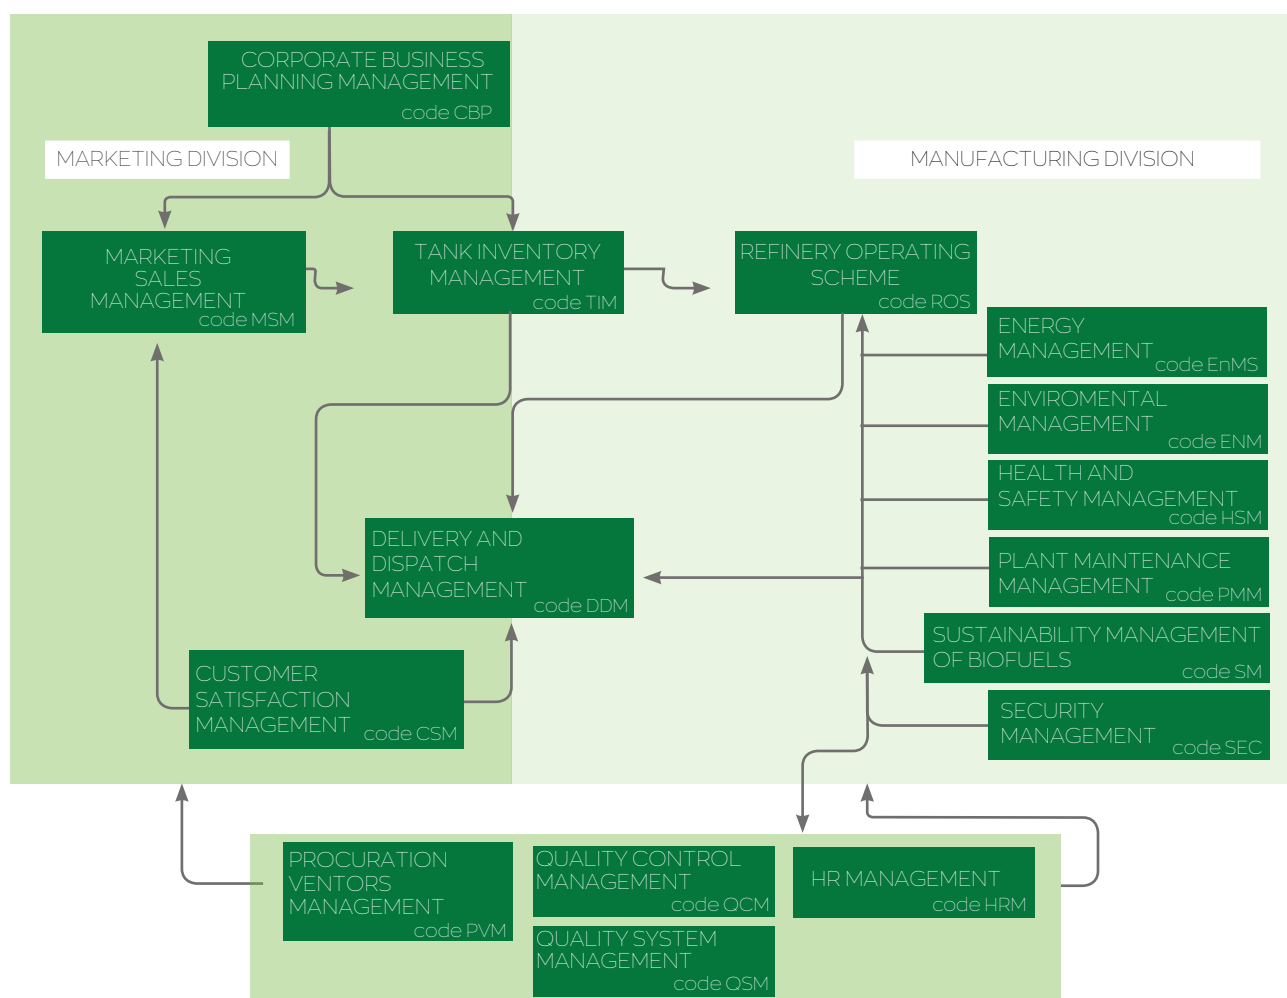 CORPORATE BUSINESS
PLANNING MANAGEMENT
code CBP
MARKETING DIVISION
MANUFACTURING DIVISION
MARKETING
SALES
MANAGEMENT
code MSM
TANK INVENTORY
MANAGEMENT
code TIM
REFINERY OPERATING
SCHEME
code ROS
ENERGY
MANAGEMENT
code EnMS
ENVIROMENTAL
MANAGEMENT
code ENM
HEALTH AND
SAFETY MANAGEMENT
code HSM
DELIVERY AND
DISPATCH
MANAGEMENT
code DDM
PLANT MAINTENANCE
MANAGEMENT
code PMM
SUSTAINABILITY MANAGEMENT
OF BIOFUELS
code SM
CUSTOMER
SATISFACTION
MANAGEMENT
code CSM
SECURITY
MANAGEMENT
code SEC
PROCURATION
VENTORS
MANAGEMENT
code PVM
QUALITY CONTROL
MANAGEMENT
code QCM
HR MANAGEMENT
code HRM
QUALITY SYSTEM
MANAGEMENT
code QSM